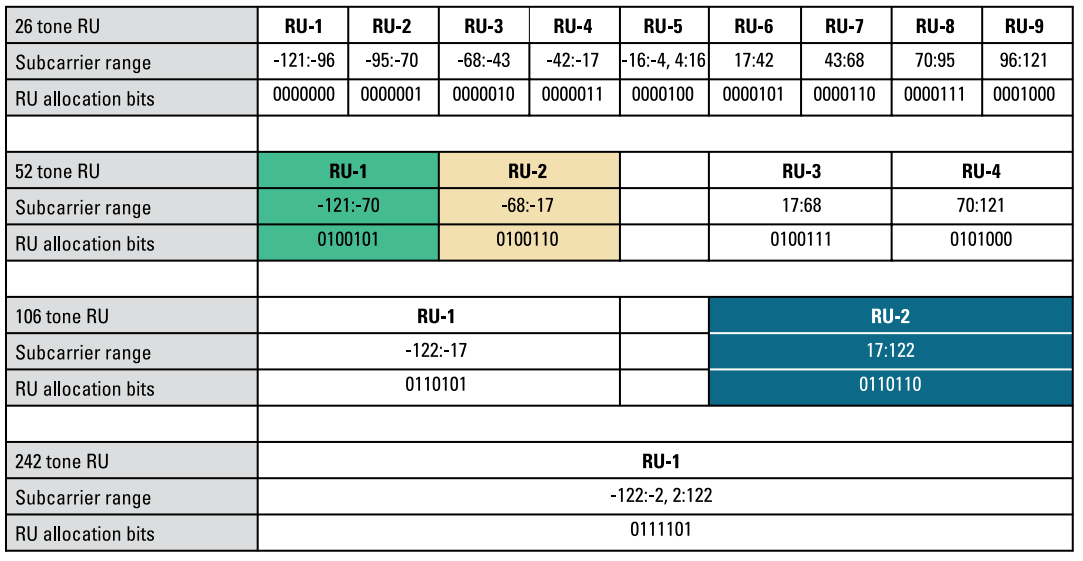 26 tone RU RU-1 RU-2 RU-3 RU-4 RU-5 RU-6 RU-7 RU-8 RU-9
Subcarrier range -121:-96 -95:-70 -68:-43 -42:-17 -16:-4, 4:16 17:42 43:68 70:95 96:121
RU allocation bits 0000000 0000001 0000010 0000011 0000100 0000101 0000110 0000111 0001000
52 tone RU RU-1 RU-2 RU-3 RU-4
Subcarrier range -121:-70 -68:-17 17:68 70:121
RU allocation bits 0100101 0100110 0100111 0101000
106 tone RU RU-1 RU-2
Subcarrier range -122:-17 17:122
RU allocation bits 0110101 0110110
242 tone RU RU-1
Subcarrier range -122:-2, 2:122
RU allocation bits 0111101